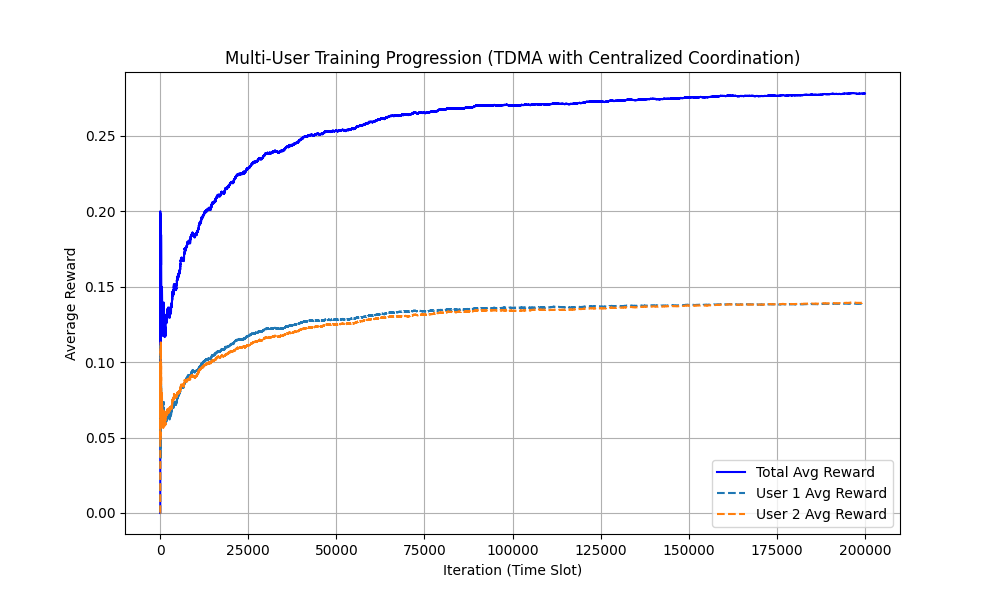 Multi-User Training Progression (TDMA with Centralized Coordination)
Average Reward
0.25
0.20
0.15
0.10
0.05
0.00
Total Avg Reward
User 1 Avg Reward
User 2 Avg Reward
0 25000 50000 75000 100000 125000 150000 175000 200000
Iteration (Time Slot)